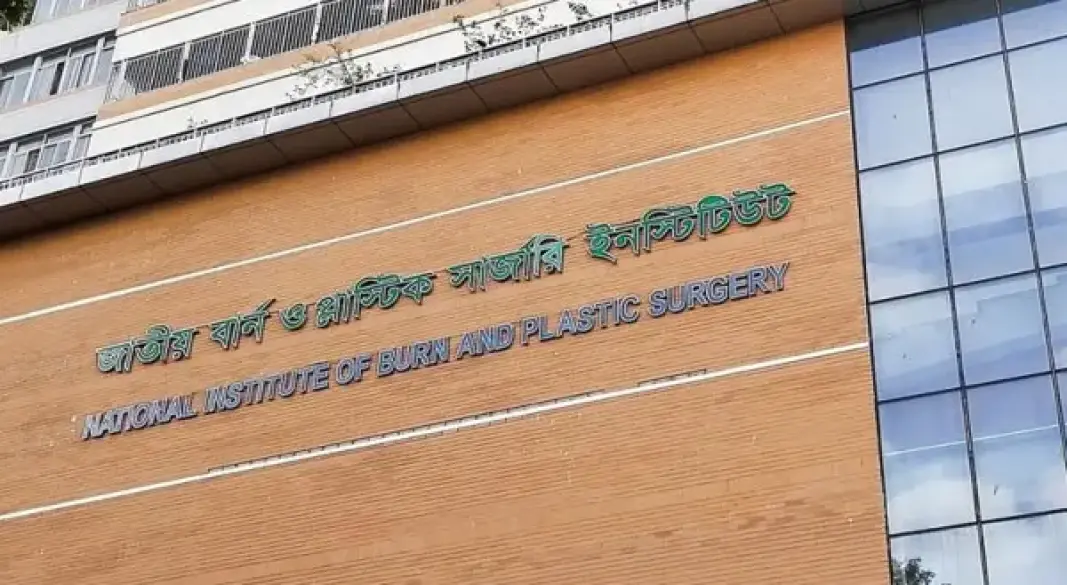 জাতীয় বার্ন ও প্লাস্টিক সার্জারি ইনস্টিটিউট
NATIONAL INSTITUTE OF BURN AND PLASTIC SURGERY